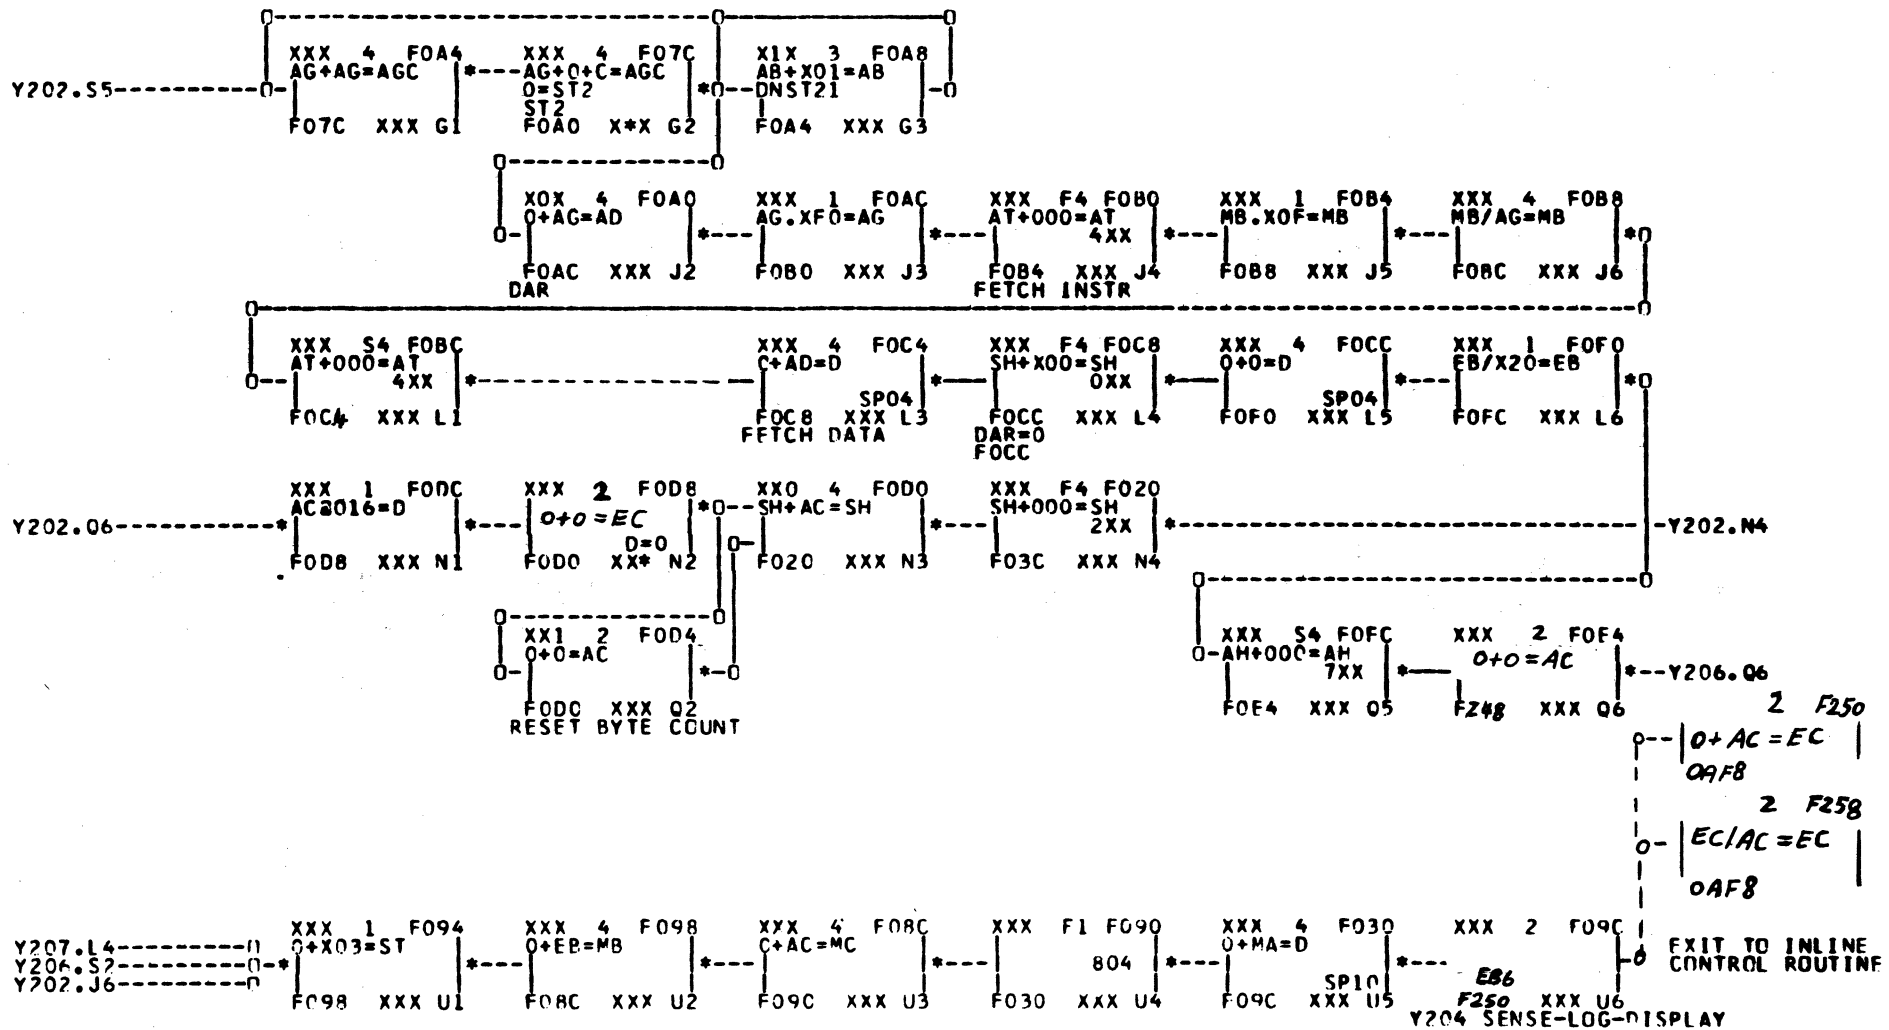 XXX 4 F0A4 XXX 4 F07C X1X 3 F0A8
AG+AG=AGC *--- AG+0+C=AGC AB+X01=AB
Y202.S5 0=ST2 * DNST21
ST2
F07C XXX G1 F0A0 X*X G2 F0A4 XXX G3
X0X 4 F0A0 XXX 1 F0AC XXX F4 F0B0 XXX 1 F0B4 XXX 4 F0B8
0+AG=AD AG.XF0=AG AT+000=AT MB.X0F=MB MB/AG=MB
*--- *--- 4XX *--- *--- *
F0AC XXX J2 F0B0 XXX J3 F0B4 XXX J4 F0B8 XXX J5 F0BC XXX J6
DAR FETCH INSTR
XXX S4 F0BC XXX 4 F0C4 XXX F4 F0C8 XXX 4 F0CC XXX 1 F0F0
AT+000=AT C+AD=D SH+X00=SH 0+0=D EB/X20=EB
4XX * * 0XX * *--- *
SP04 SP04
F0C4 XXX L1 F0C8 XXX L3 F0CC XXX L4 F0F0 XXX L5 F0FC XXX L6
FETCH DATA DAR=0
F0CC
XXX 1 F0DC XXX 2 F0D8 XX0 4 F0D0 XXX F4 F020
AC@016=D 0+0=EC * SH+AC=SH SH+000=SH
Y202.Q6 * *--- *--- 2XX * Y202.N4
D=0
F0D8 XXX N1 F0D0 XX* N2 F020 XXX N3 F03C XXX N4
XX1 2 F0D4 XXX S4 F0FC XXX 2 F0E4
0+0=AC AH+000=AH 0+0=AC
* 7XX * *--Y206.Q6
F0D0 XXX Q2 F0E4 XXX Q5 F248 XXX Q6
RESET BYTE COUNT
2 F250
0+AC=EC
0AF8
2 F258
EC/AC=EC
0AF8
XXX 1 F094 XXX 4 F098 XXX 4 F08C XXX F1 F090 XXX 4 F030 XXX 2 F09C
Y207.L4 0+X03=ST 0+EB=MB C+AC=MC 0+MA=D EXIT TO INLINE
Y206.S2 * *--- *--- *--- 804 *--- *--- CONTROL ROUTINE
Y202.J6 SP10 EB6
F098 XXX U1 F08C XXX U2 F09C XXX U3 F030 XXX U4 F09C XXX U5 F250 XXX U6
Y204 SENSE-LOG-DISPLAY